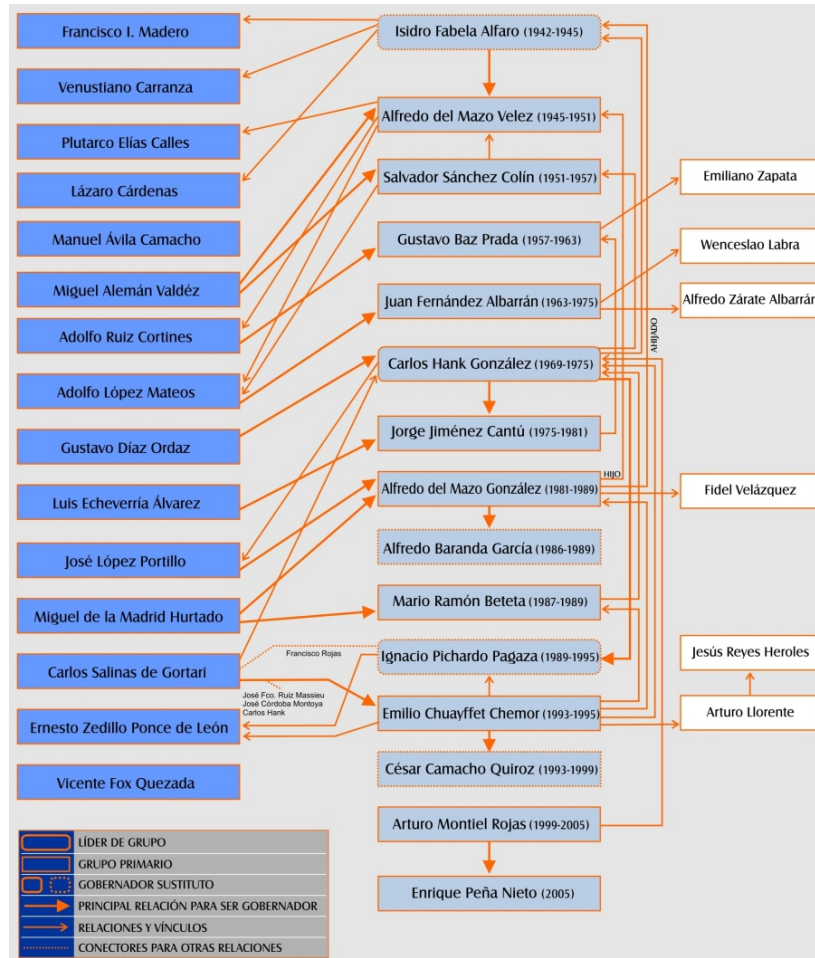 Francisco I. Madero
Venustiano Carranza
Plutarco Elías Calles
Lázaro Cárdenas
Manuel Ávila Camacho
Miguel Alemán Valdéz
Adolfo Ruiz Cortines
Adolfo López Mateos
Gustavo Díaz Ordaz
Luis Echeverría Álvarez
José López Portillo
Miguel de la Madrid Hurtado
Carlos Salinas de Gortari
Ernesto Zedillo Ponce de León
Vicente Fox Quezada
Isidro Fabela Alfaro (1942-1945)
Alfredo del Mazo Velez (1945-1951)
Salvador Sánchez Colín (1951-1957)
Gustavo Baz Prada (1957-1963)
Juan Fernández Albarrán (1963-1975)
Carlos Hank González (1969-1975)
Jorge Jiménez Cantú (1975-1981)
Alfredo del Mazo González (1981-1989)
Alfredo Baranda García (1986-1989)
Mario Ramón Beteta (1987-1989)
Ignacio Pichardo Pagaza (1989-1995)
Emilio Chuayffet Chemor (1993-1995)
César Camacho Quiroz (1993-1999)
Arturo Montiel Rojas (1999-2005)
Enrique Peña Nieto (2005)
Francisco Rojas
José Fco. Ruiz Massieu
José Córdoba Montoya
Carlos Hank
HIJO
AHIJADO
Emiliano Zapata
Wenceslao Labra
Alfredo Zárate Albarrán
Fidel Velázquez
Jesús Reyes Heroles
Arturo Llorente
LÍDER DE GRUPO
GRUPO PRIMARIO
GOBERNADOR SUSTITUTO
PRINCIPAL RELACIÓN PARA SER GOBERNADOR
RELACIONES Y VÍNCULOS
CONECTORES PARA OTRAS RELACIONES